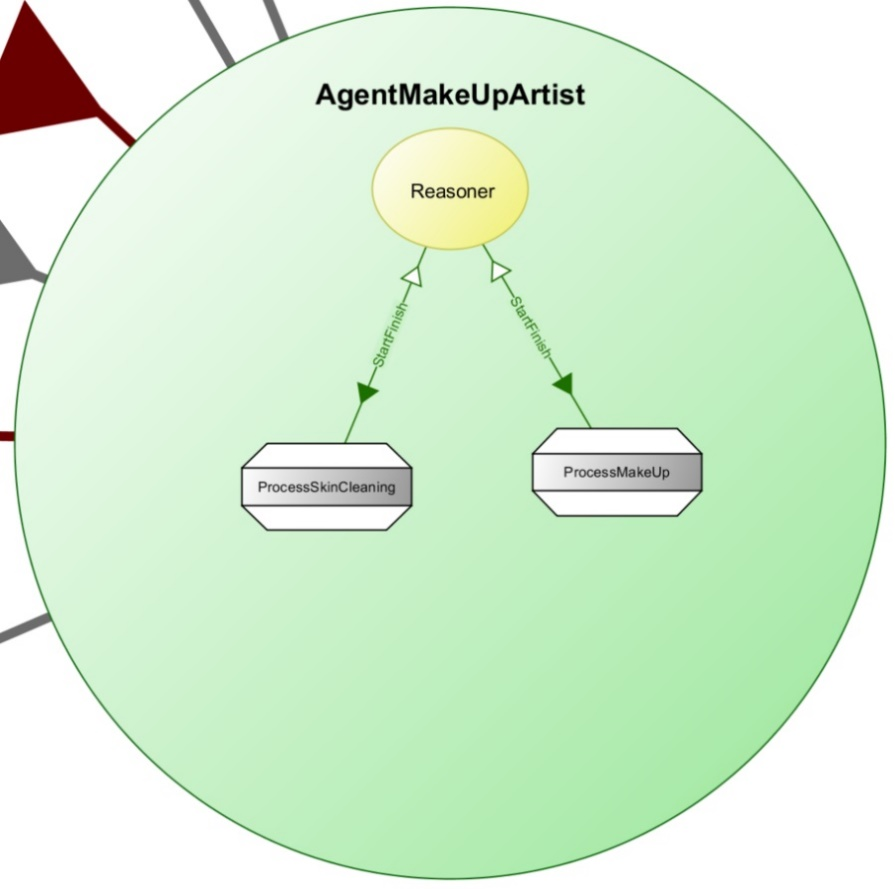 AgentMakeUpArtist
Reasoner
StartFinish
StartFinish
ProcessSkinCleaning
ProcessMakeUp